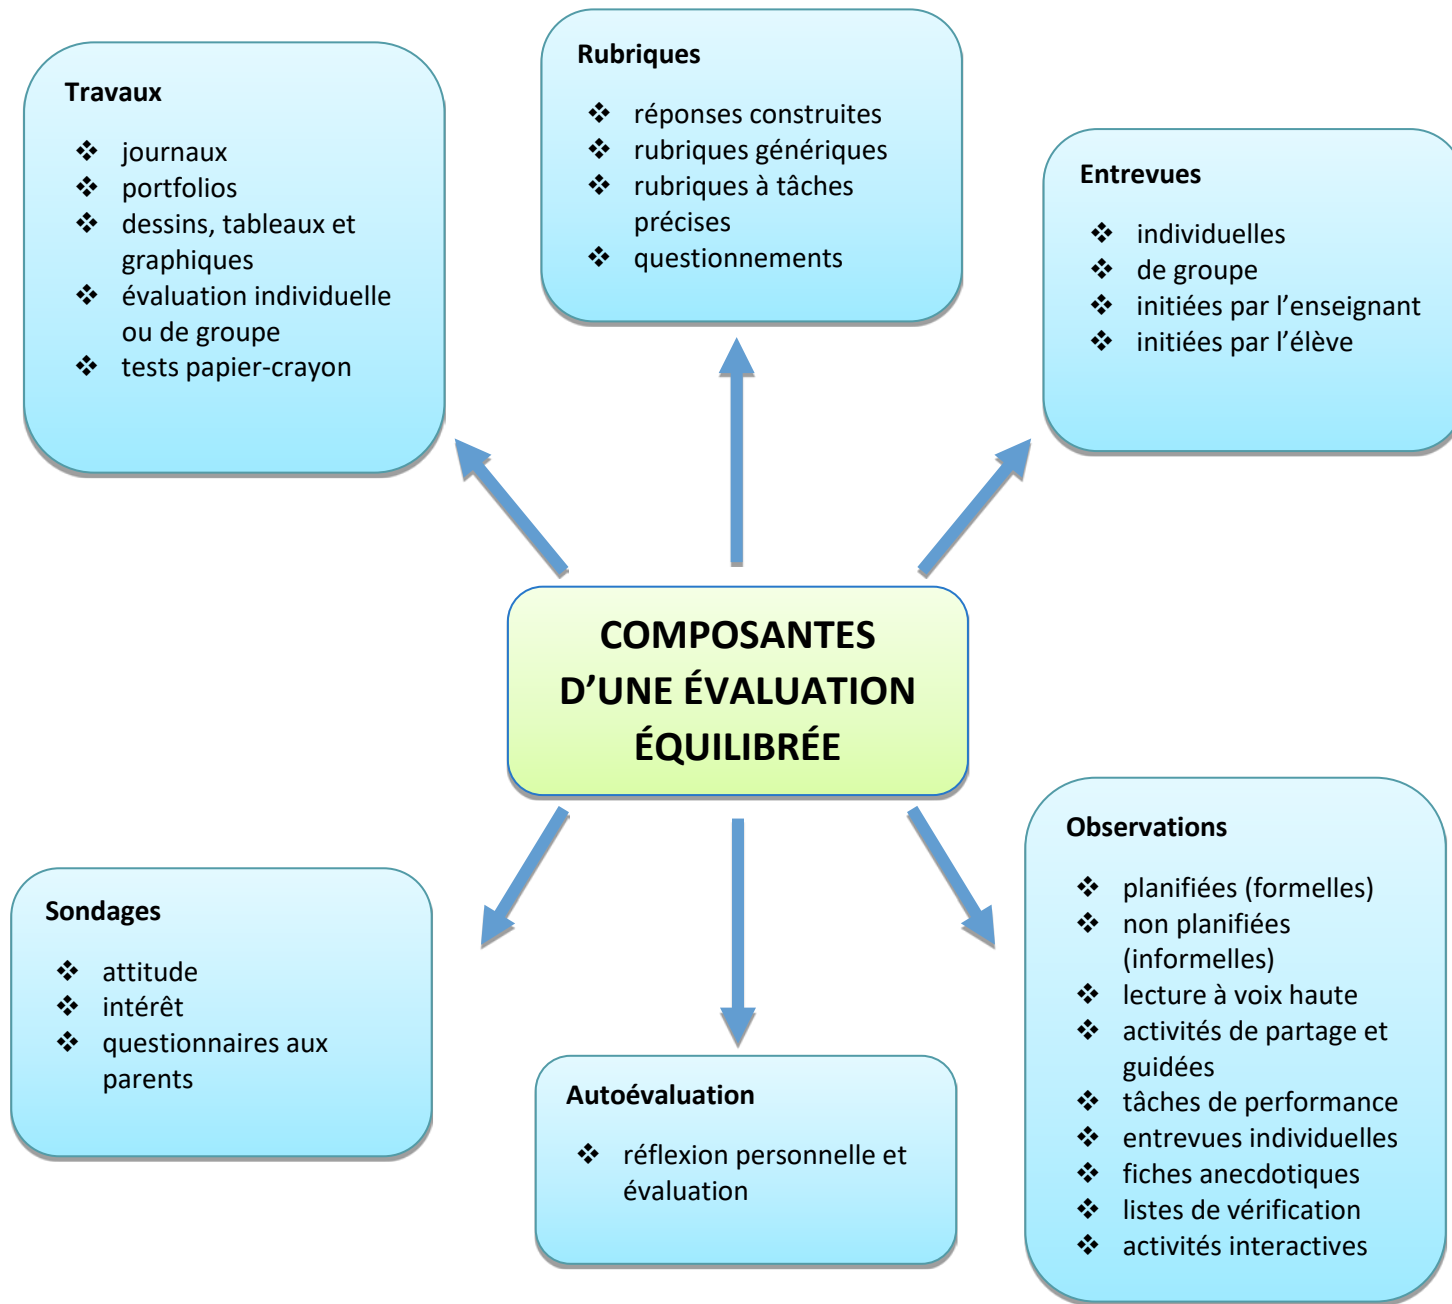 Travaux
❖ journaux
❖ portfolios
❖ dessins, tableaux et
graphiques
❖ évaluation individuelle
ou de groupe
❖ tests papier-crayon
Rubriques
❖ réponses construites
❖ rubriques génériques
❖ rubriques à tâches
précises
❖ questionnements
Entrevues
❖ individuelles
❖ de groupe
❖ initiées par l’enseignant
❖ initiées par l’élève
COMPOSANTES
D’UNE ÉVALUATION
ÉQUILIBRÉE
Sondages
❖ attitude
❖ intérêt
❖ questionnaires aux
parents
Autoévaluation
❖ réflexion personnelle et
évaluation
Observations
❖ planifiées (formelles)
❖ non planifiées
(informelles)
❖ lecture à voix haute
❖ activités de partage et
guidées
❖ tâches de performance
❖ entrevues individuelles
❖ fiches anecdotiques
❖ listes de vérification
❖ activités interactives